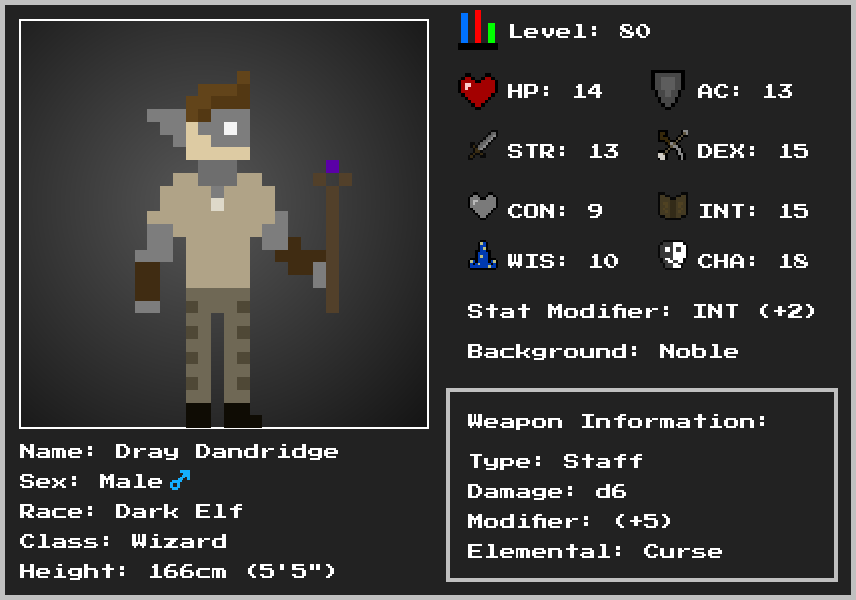 Level: 80
HP: 14 AC: 13
STR: 13 DEX: 15
CON: 9 INT: 15
WIS: 10 CHA: 18
Stat Modifier: INT (+2)
Background: Noble
Weapon Information:
Type: Staff
Damage: d6
Modifier: (+5)
Elemental: Curse
Name: Dray Dandridge
Sex: Male ♂
Race: Dark Elf
Class: Wizard
Height: 166cm (5'5")